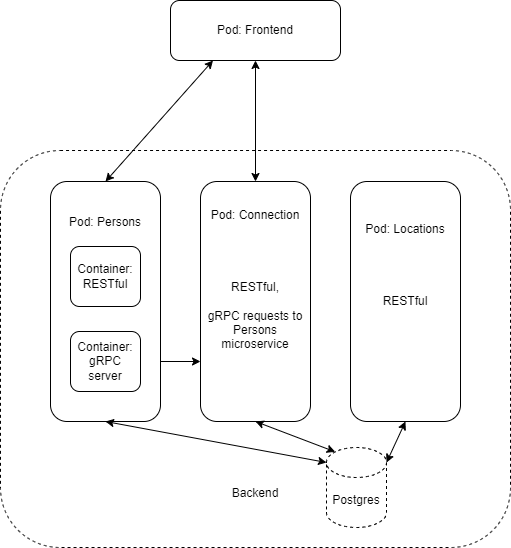 Pod: Frontend
Pod: Persons
Container:
RESTful
Container:
gRPC
server
Pod: Connection
RESTful,
gRPC requests to
Persons
microservice
Pod: Locations
RESTful
Backend
Postgres